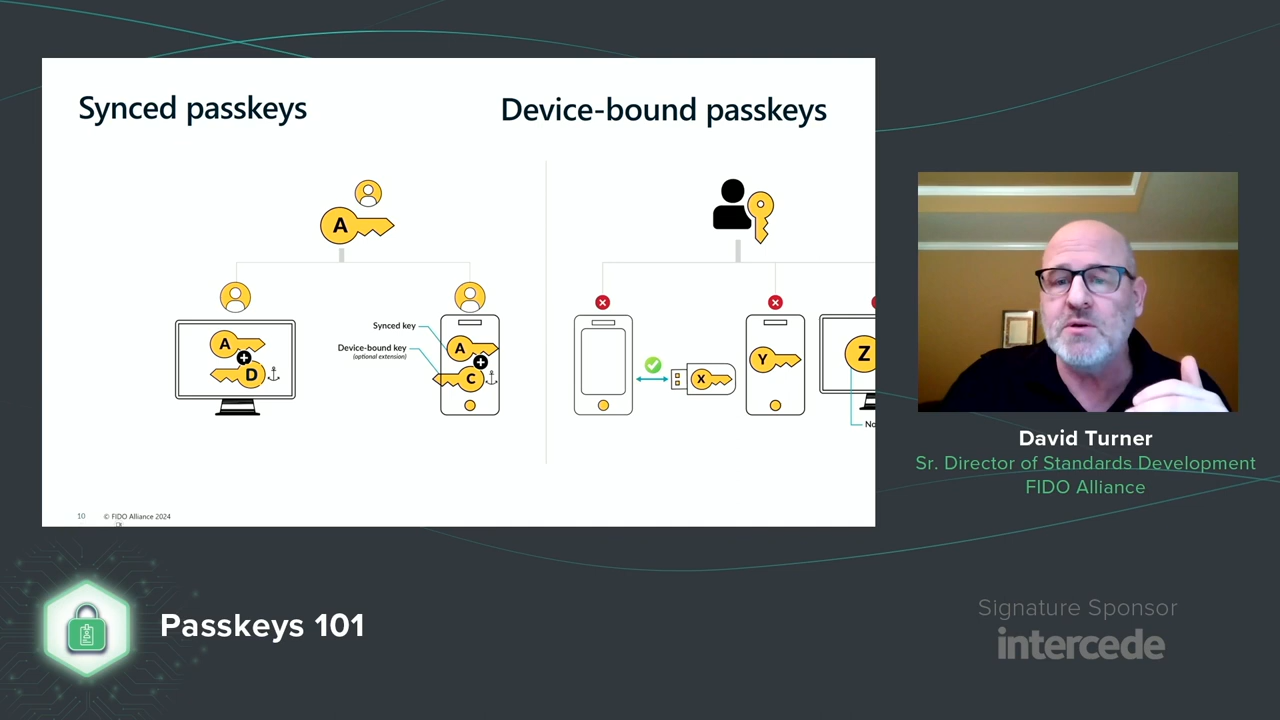 Synced passkeys
Device-bound passkeys
A
Synced key
Device-bound key
(optional extension)
A
D
A
C
X
Y
Z
No
10
© FIDO Alliance 2024
David Turner
Sr. Director of Standards Development
FIDO Alliance
Passkeys 101
Signature Sponsor
intercede